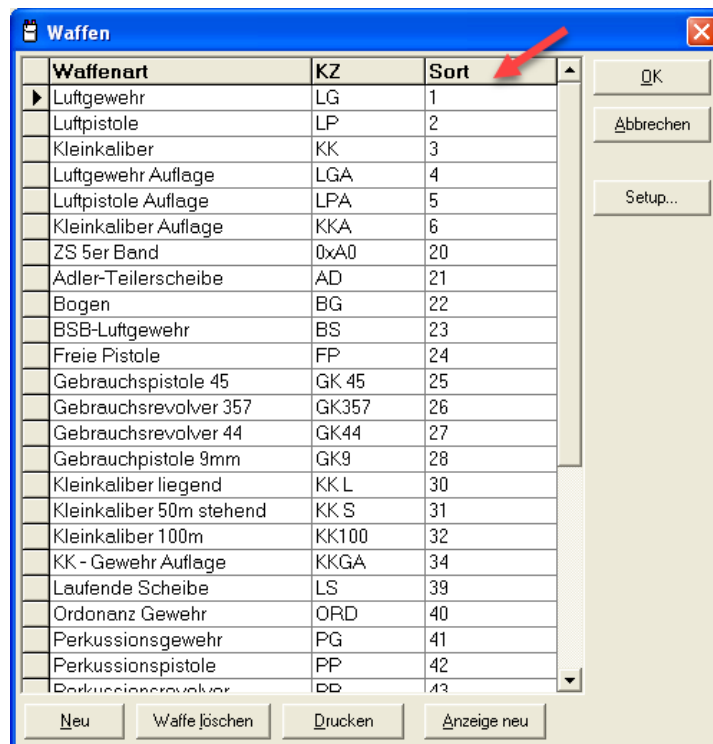 Waffen
Waffenart KZ Sort
Luftgewehr LG 1
Luftpistole LP 2
Kleinkaliber KK 3
Luftgewehr Auflage LGA 4
Luftpistole Auflage LPA 5
Kleinkaliber Auflage KKA 6
ZS 5er Band 0xA0 20
Adler-Teilerscheibe AD 21
Bogen BG 22
BSB-Luftgewehr BS 23
Freie Pistole FP 24
Gebrauchspistole 45 GK 45 25
Gebrauchsrevolver 357 GK357 26
Gebrauchsrevolver 44 GK44 27
Gebrauchpistole 9mm GK9 28
Kleinkaliber liegend KK L 30
Kleinkaliber 50m stehend KK S 31
Kleinkaliber 100m KK100 32
KK - Gewehr Auflage KKGA 34
Laufende Scheibe LS 39
Ordonanz Gewehr ORD 40
Perkussionsgewehr PG 41
Perkussionspistole PP 42
Perkussionsrevolver PR 43
OK
Abbrechen
Setup...
Neu Waffe löschen Drucken Anzeige neu